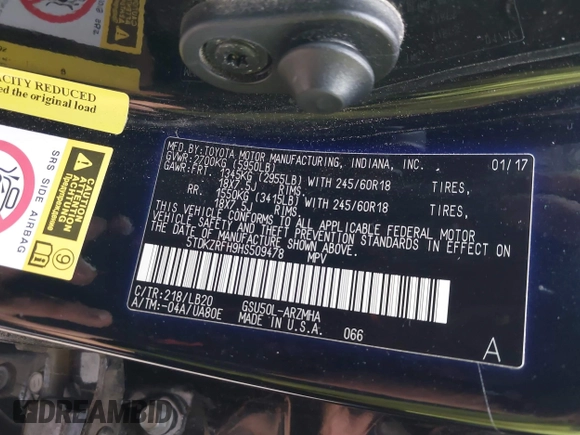 ACITY REDUCED
ed the original load
SRS SIDE AIRBAG
ATTENTION
9
MFD. BY: TOYOTA MOTOR MANUFACTURING, INDIANA, INC. 01/17
GVWR: 2700KG (5950LB)
GAWR: FRT. 1345KG (2955LB) WITH 245/60R18 TIRES,
18X7.5J RIMS,
RR. 1550KG (3415LB) WITH 245/60R18 TIRES,
18X7.5J RIMS.
THIS VEHICLE CONFORMS TO ALL APPLICABLE FEDERAL MOTOR
VEHICLE SAFETY AND THEFT PREVENTION STANDARDS IN EFFECT ON
THE DATE OF MANUFACTURE SHOWN ABOVE.
5TDKZRFH9HS509478 MPV
C/TR: 218/LB20 GSU50L-ARZMHA
A/TM: -04A/UA80E MADE IN U.S.A. 066
A
DREAMBID